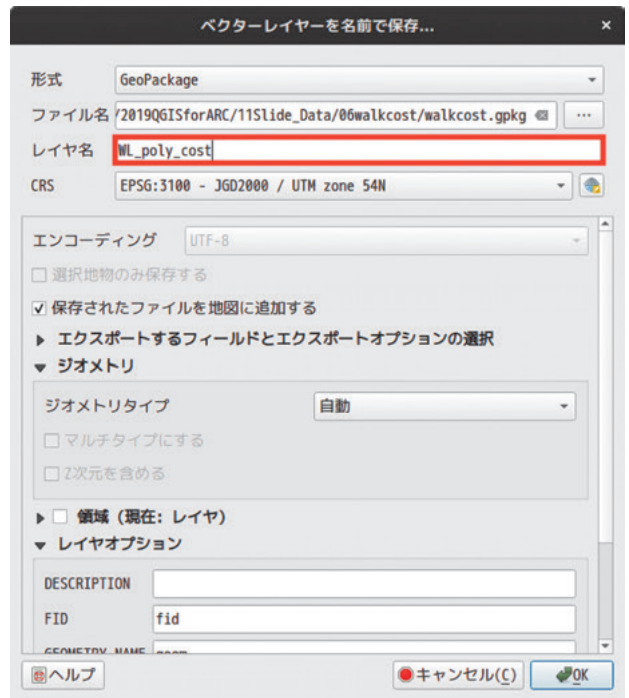 ベクターレイヤーを名前で保存...
形式 GeoPackage
ファイル名 /2019QGISforARC/11Slide_Data/06walkcost/walkcost.gpkg ...
レイヤ名 WL_poly_cost
CRS EPSG:3100 - JGD2000 / UTM zone 54N
エンコーディング UTF-8
選択地物のみ保存する
保存されたファイルを地図に追加する
エクスポートするフィールドとエクスポートオプションの選択
ジオメトリ
ジオメトリタイプ 自動
マルチタイプにする
Z次元を含める
領域 (現在: レイヤ)
レイヤオプション
DESCRIPTION
FID fid
GEOMETRY_NAME geom
ヘルプ キャンセル(C) OK